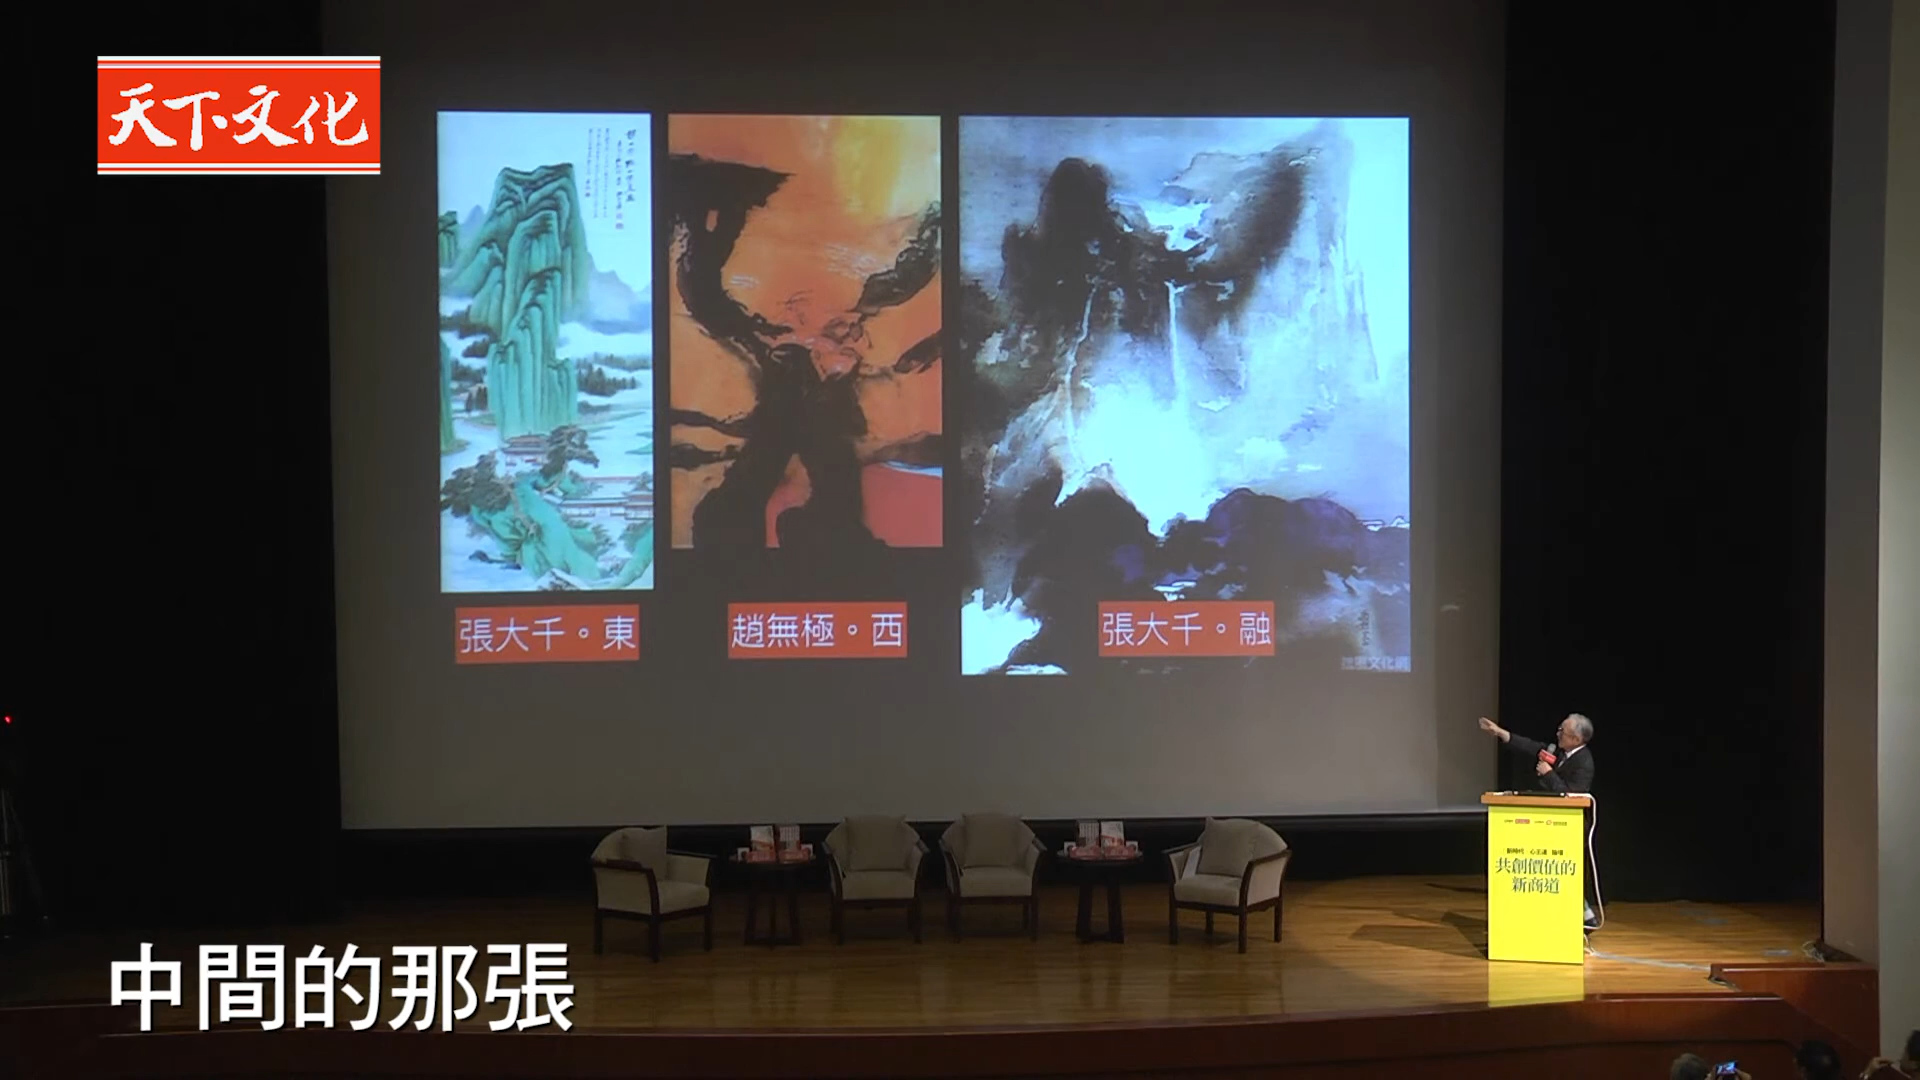 天下文化
張大千。東
趙無極。西
張大千。融
共創價值的
新商道
中間的那張